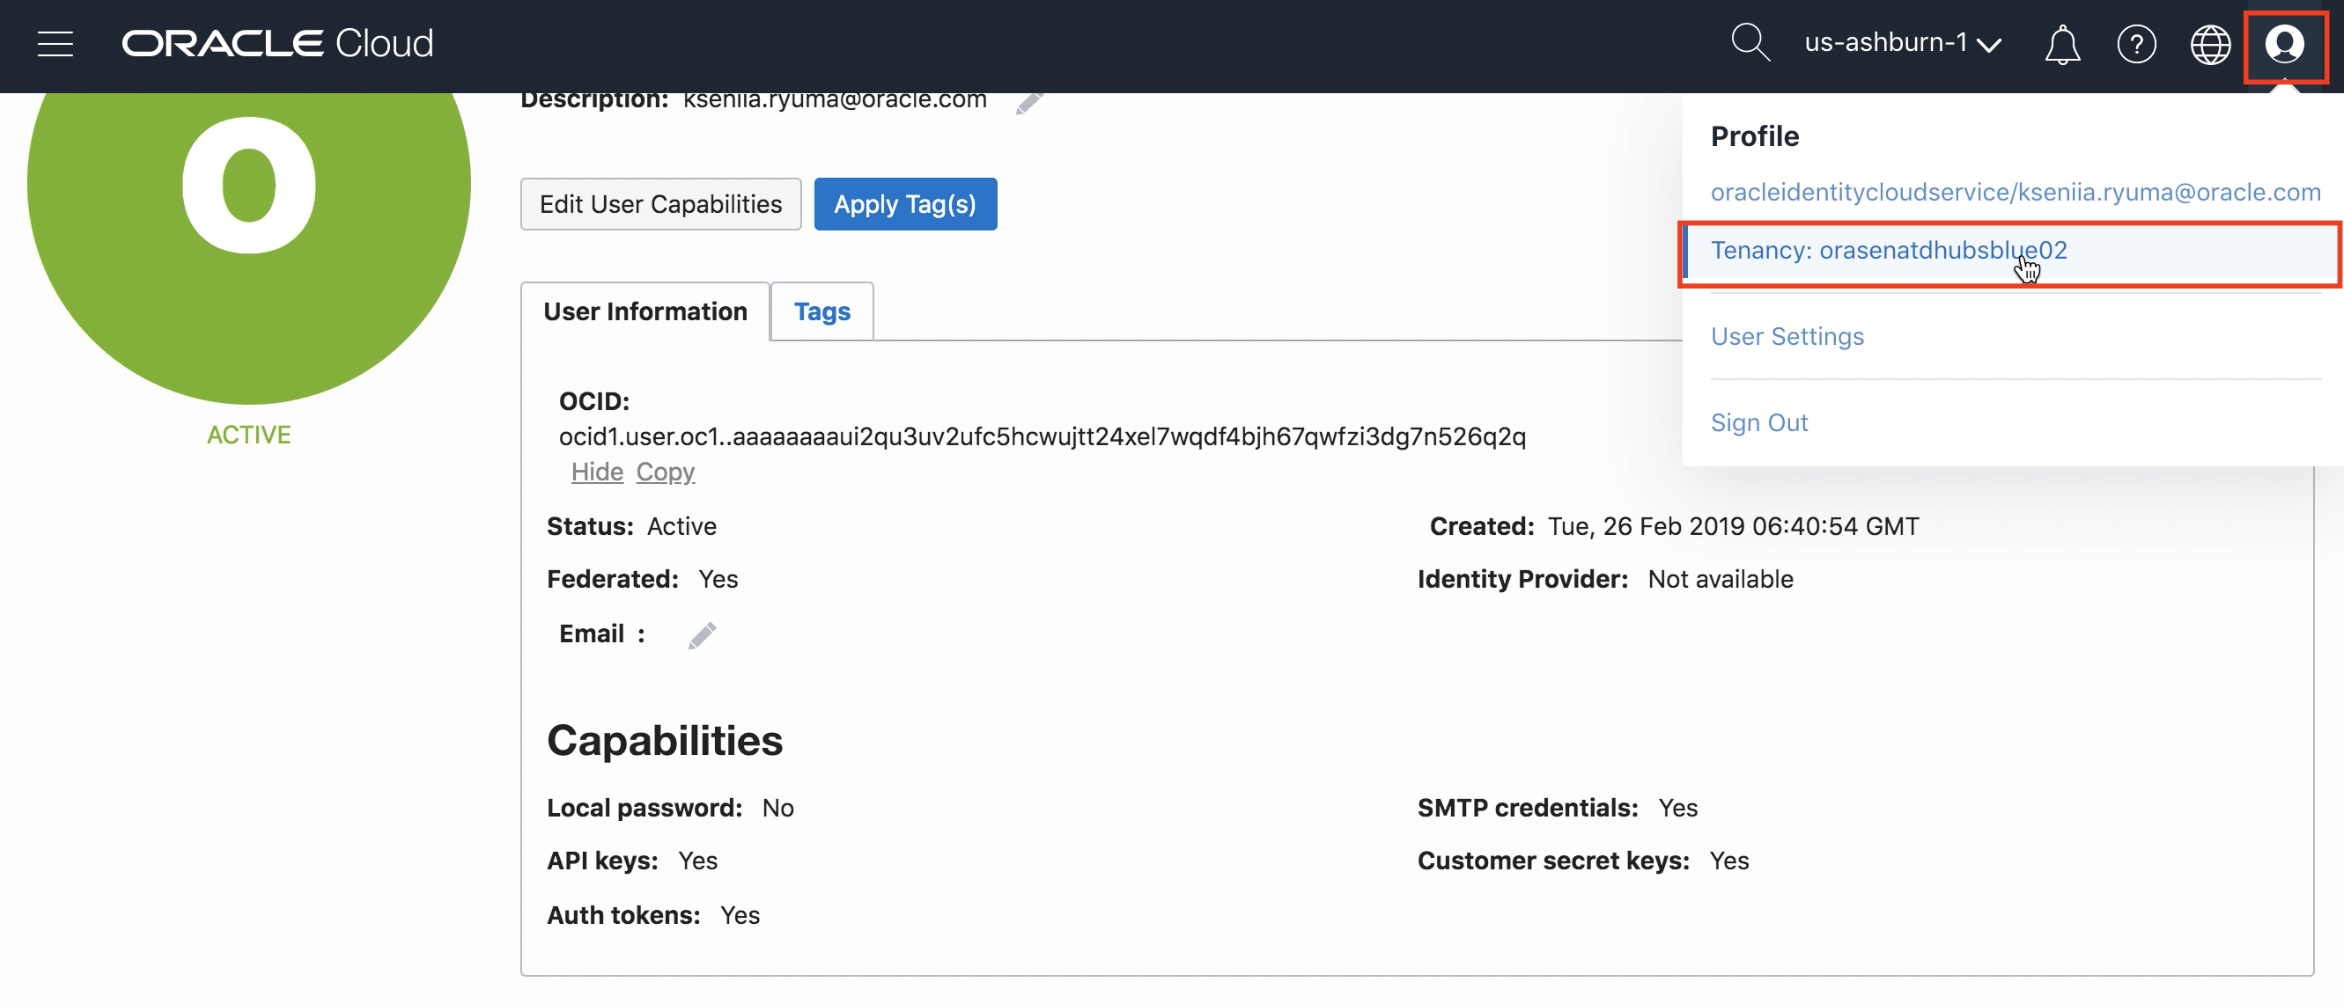 ORACLE Cloud
us-ashburn-1
Description: kseniia.ryuma@oracle.com
O
ACTIVE
Edit User Capabilities
Apply Tag(s)
Profile
oracleidentitycloudservice/kseniia.ryuma@oracle.com
Tenancy: orasenatdhubsblue02
User Settings
Sign Out
User Information
Tags
OCID:
ocid1.user.oc1..aaaaaaaaui2qu3uv2ufc5hcwujtt24xel7wqdf4bjh67qwfzi3dg7n526q2q
Hide Copy
Status: Active
Created: Tue, 26 Feb 2019 06:40:54 GMT
Federated: Yes
Identity Provider: Not available
Email :
Capabilities
Local password: No
SMTP credentials: Yes
API keys: Yes
Customer secret keys: Yes
Auth tokens: Yes